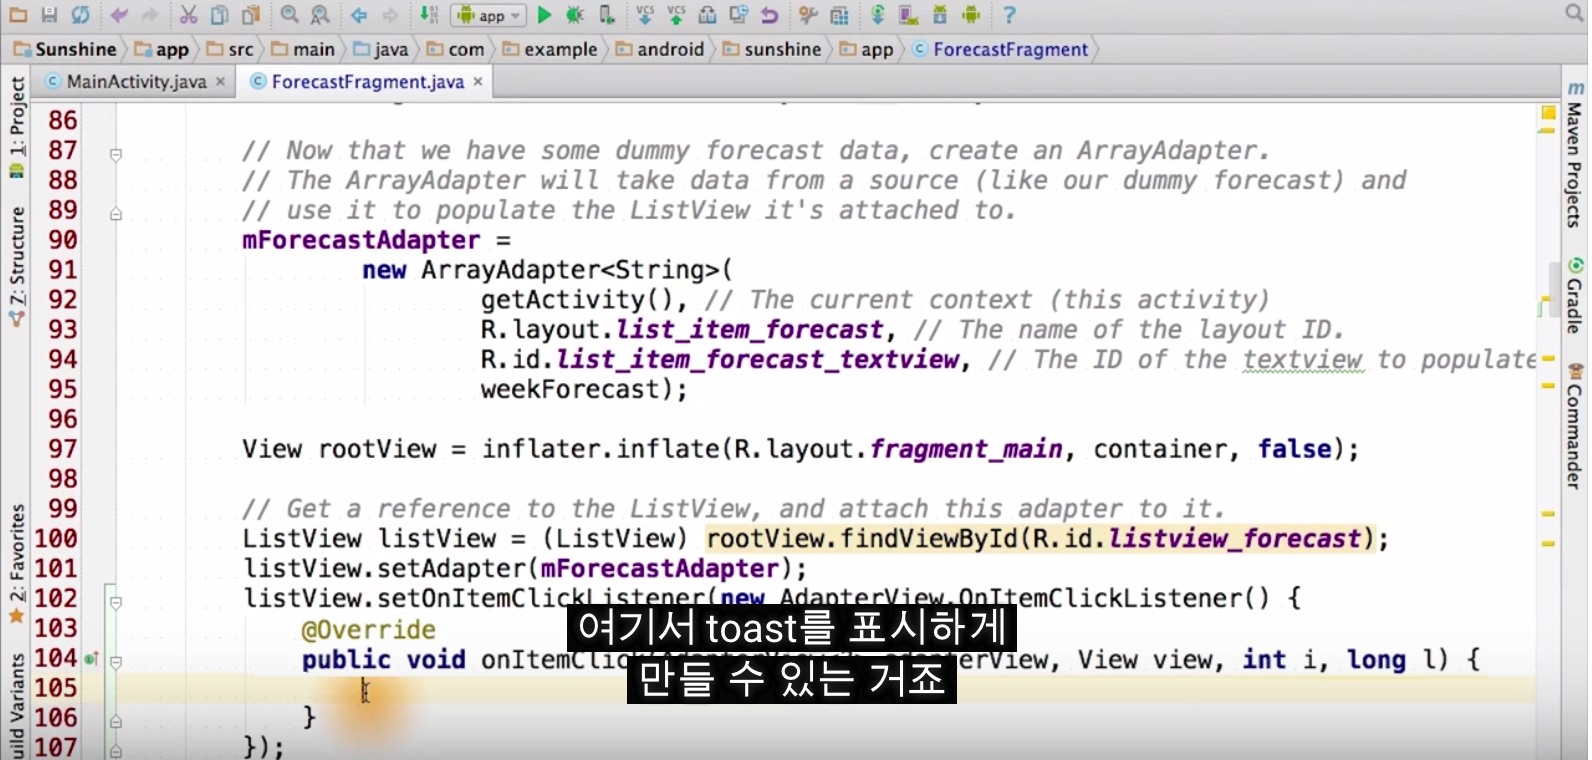 app
VCS
VCS
?
Sunshine app src main java com example android sunshine app ForecastFragment
MainActivity.java × ForecastFragment.java ×
1: Project
Z: Structure
2: Favorites
uild Variants
86
87 // Now that we have some dummy forecast data, create an ArrayAdapter.
88 // The ArrayAdapter will take data from a source (like our dummy forecast) and
89 // use it to populate the ListView it's attached to.
90 mForecastAdapter =
91 new ArrayAdapter<String>(
92 getActivity(), // The current context (this activity)
93 R.layout.list_item_forecast, // The name of the layout ID.
94 R.id.list_item_forecast_textview, // The ID of the textview to populate
95 weekForecast);
96
97 View rootView = inflater.inflate(R.layout.fragment_main, container, false);
98
99 // Get a reference to the ListView, and attach this adapter to it.
100 ListView listView = (ListView) rootView.findViewById(R.id.listview_forecast);
101 listView.setAdapter(mForecastAdapter);
102 listView.setOnItemClickListener(new AdapterView.OnItemClickListener() {
103 @Override
104 public void onItemClick( adapterView, View view, int i, long l) {
105
106 }
107 });
여기서 toast를 표시하게
만들 수 있는 거죠
m Maven Projects
Gradle
Commander